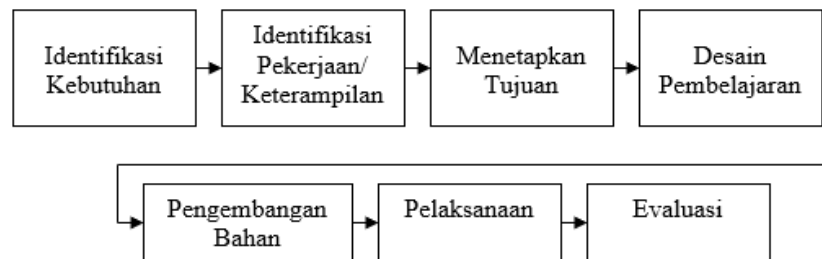 Identifikasi
Kebutuhan
Identifikasi
Pekerjaan/
Keterampilan
Menetapkan
Tujuan
Desain
Pembelajaran
Pengembangan
Bahan
Pelaksanaan
Evaluasi